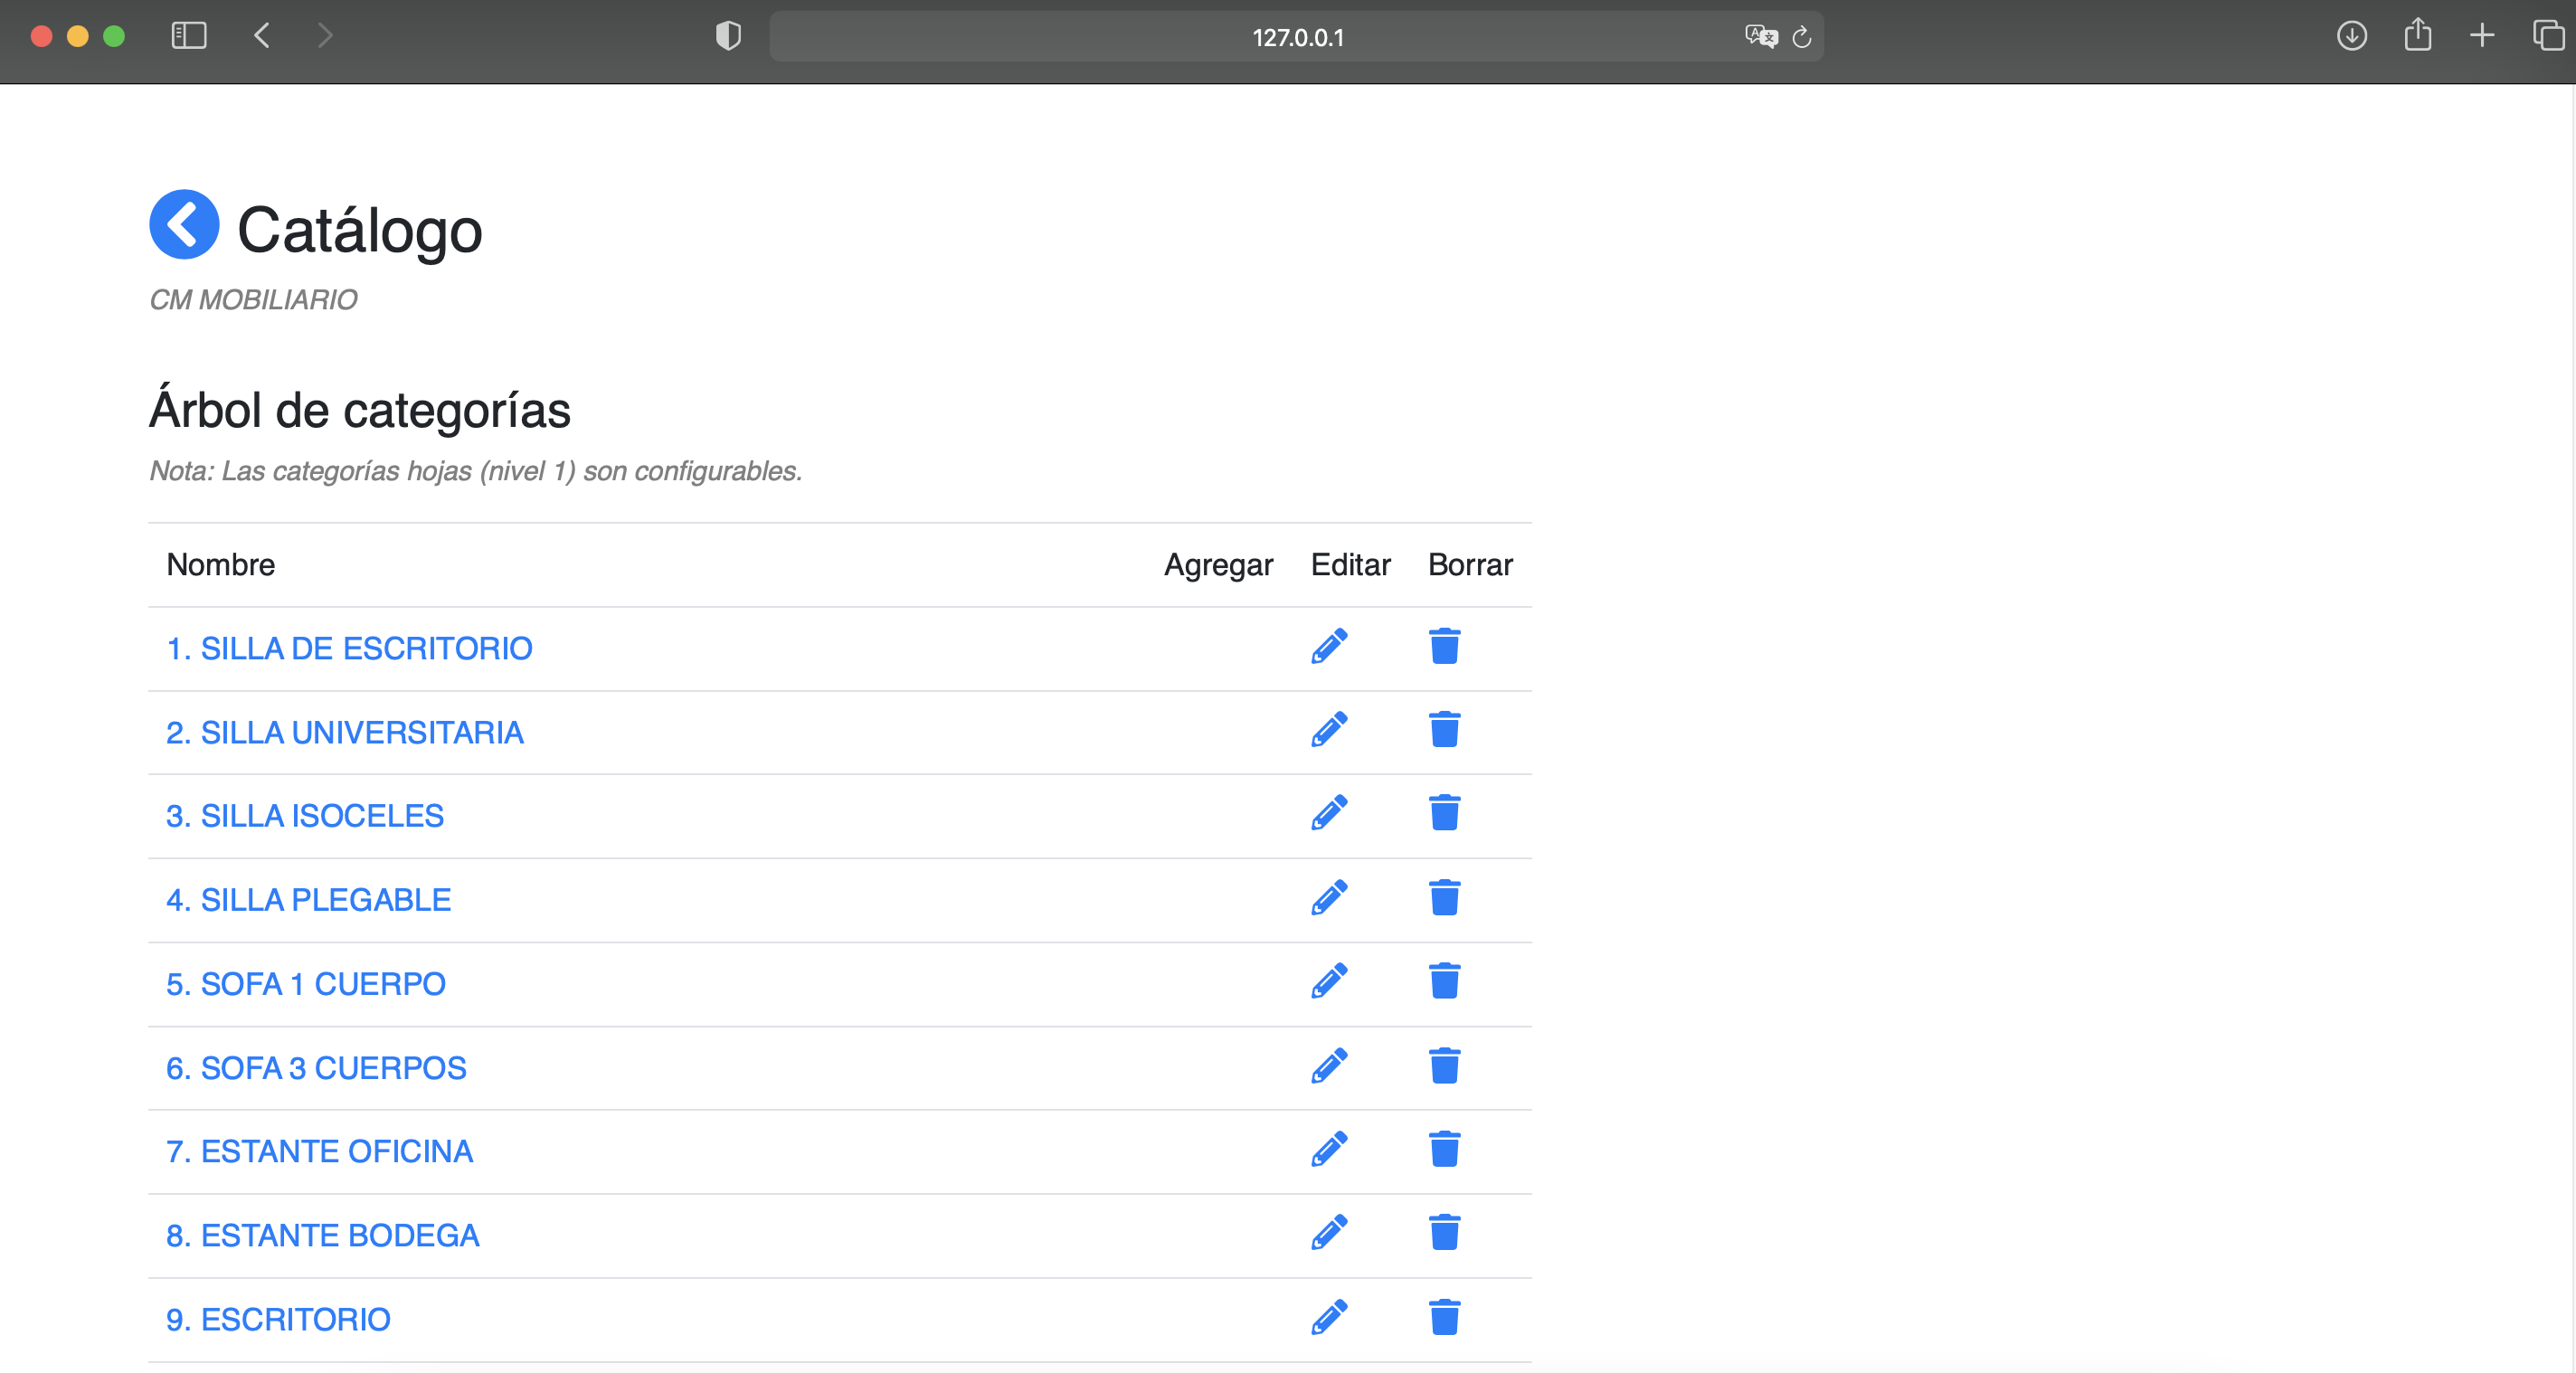 127.0.0.1
Catálogo
CM MOBILIARIO
Árbol de categorías
Nota: Las categorías hojas (nivel 1) son configurables.
Nombre Agregar Editar Borrar
1. SILLA DE ESCRITORIO
2. SILLA UNIVERSITARIA
3. SILLA ISOCELES
4. SILLA PLEGABLE
5. SOFA 1 CUERPO
6. SOFA 3 CUERPOS
7. ESTANTE OFICINA
8. ESTANTE BODEGA
9. ESCRITORIO